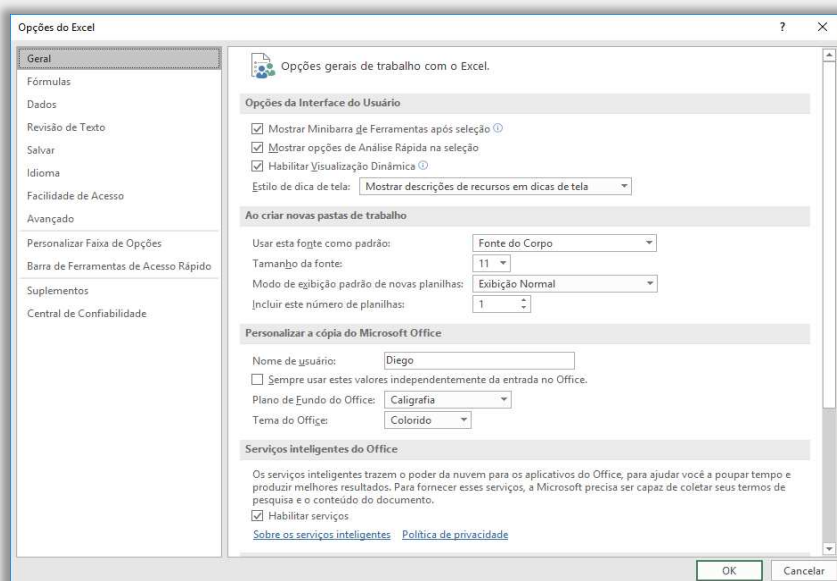 Opções do Excel
? ×
Geral
Fórmulas
Dados
Revisão de Texto
Salvar
Idioma
Facilidade de Acesso
Avançado
Personalizar Faixa de Opções
Barra de Ferramentas de Acesso Rápido
Suplementos
Central de Confiabilidade
Opções gerais de trabalho com o Excel.
Opções da Interface do Usuário
Mostrar Minibarra de Ferramentas após seleção
Mostrar opções de Análise Rápida na seleção
Habilitar Visualização Dinâmica
Estilo de dica de tela: Mostrar descrições de recursos em dicas de tela
Ao criar novas pastas de trabalho
Usar esta fonte como padrão: Fonte do Corpo
Tamanho da fonte: 11
Modo de exibição padrão de novas planilhas: Exibição Normal
Incluir este número de planilhas: 1
Personalizar a cópia do Microsoft Office
Nome de usuário: Diego
Sempre usar estes valores independentemente da entrada no Office.
Plano de Fundo do Office: Caligrafia
Tema do Office: Colorido
Serviços inteligentes do Office
Os serviços inteligentes trazem o poder da nuvem para os aplicativos do Office, para ajudar você a poupar tempo e
produzir melhores resultados. Para fornecer esses serviços, a Microsoft precisa ser capaz de coletar seus termos de
pesquisa e o conteúdo do documento.
Habilitar serviços
Sobre os serviços inteligentes Política de privacidade
OK Cancelar